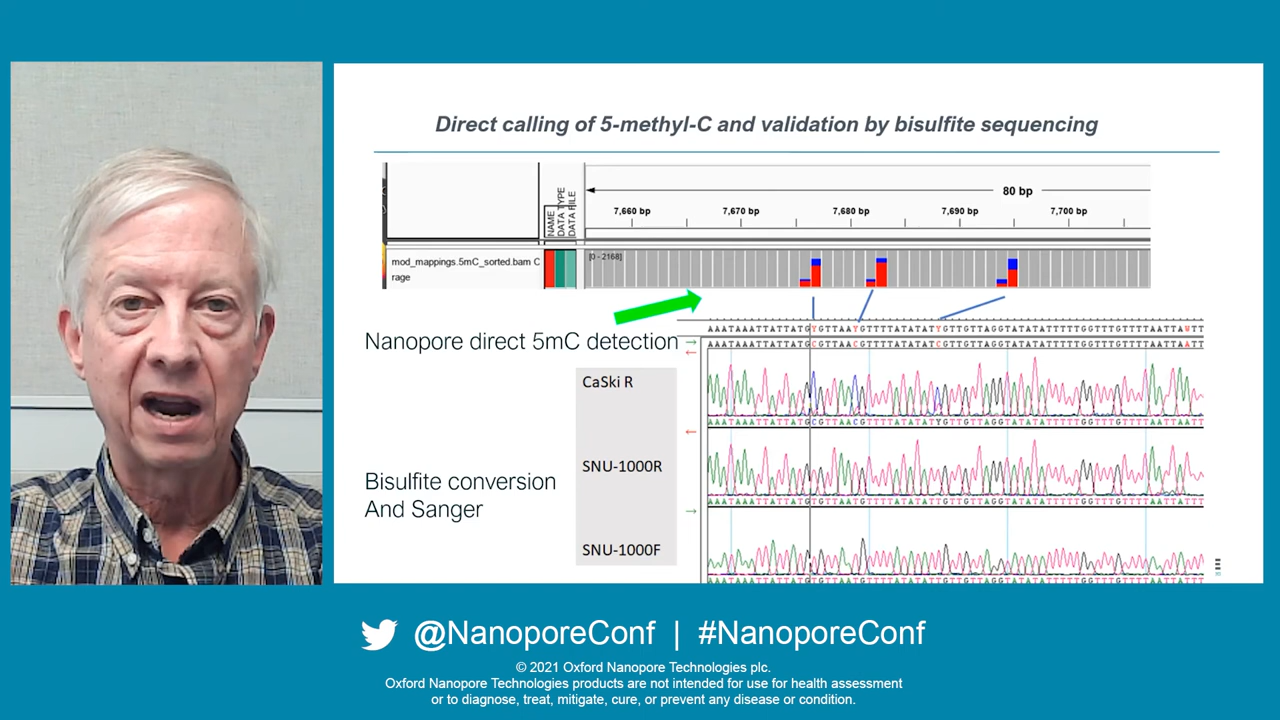 Direct calling of 5-methyl-C and validation by bisulfite sequencing
80 bp
7,660 bp
7,670 bp
7,680 bp
7,690 bp
7,700 bp
NAME
DATA TYPE
DATA FILE
mod_mappings.5mC_sorted.bam C
rage
[0 - 2168]
Nanopore direct 5mC detection
AAATAAATTATTATGYGTTAAYGTTTTATATATYGTTGTTAGGTATATATTTTTGGTTTGTTTTAATTAWTT
AAATAAATTATTATGCGTTAACGTTTTATATATCGTTGTTAGGTATATATTTTTGGTTTGTTTTAATTAATT
CaSki R
AAATAAATTATTATGCGTTAACGTTTTATATATYGTTGTTAGGTATATATTTTTGGTTTGTTTTAATTAATT
SNU-1000R
Bisulfite conversion
And Sanger
SNU-1000F
@NanoporeConf | #NanoporeConf
© 2021 Oxford Nanopore Technologies plc.
Oxford Nanopore Technologies products are not intended for use for health assessment
or to diagnose, treat, mitigate, cure, or prevent any disease or condition.